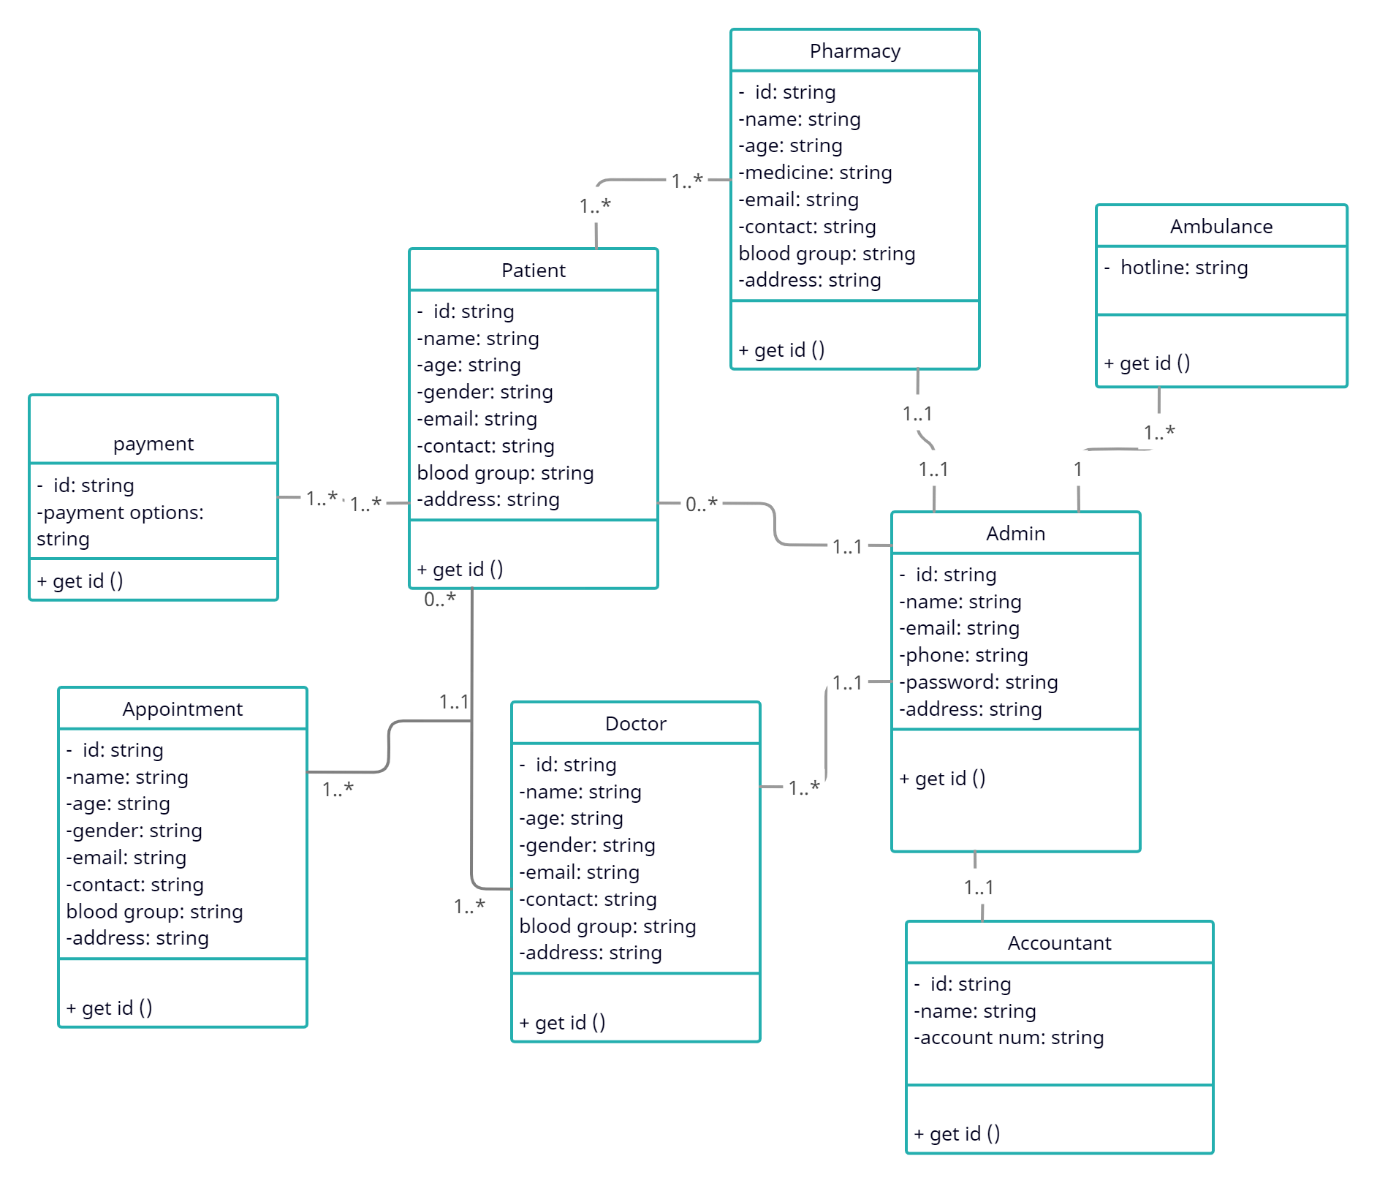 Pharmacy
-  id: string
-name: string
-age: string
-medicine: string
-email: string
-contact: string
blood group: string
-address: string
+ get id ()
1..*
1..*
Ambulance
-  hotline: string
+ get id ()
Patient
-  id: string
-name: string
-age: string
-gender: string
-email: string
-contact: string
blood group: string
-address: string
+ get id ()
payment
-  id: string
-payment options:
string
+ get id ()
1..*
1..*
0..*
1..1
1..1
1..1
1..*
1
Admin
-  id: string
-name: string
-email: string
-phone: string
-password: string
-address: string
+ get id ()
0..*
1..1
1..*
1..*
Appointment
-  id: string
-name: string
-age: string
-gender: string
-email: string
-contact: string
blood group: string
-address: string
+ get id ()
Doctor
-  id: string
-name: string
-age: string
-gender: string
-email: string
-contact: string
blood group: string
-address: string
+ get id ()
1..1
1..*
1..1
Accountant
-  id: string
-name: string
-account num: string
+ get id ()